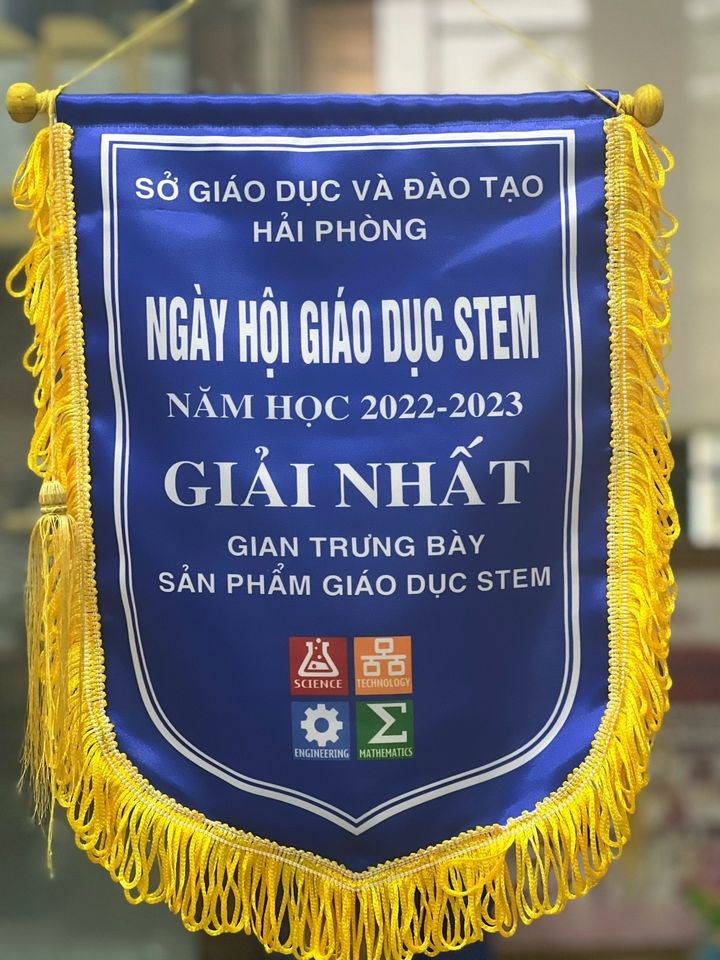 SỞ GIÁO DỤC VÀ ĐÀO TẠO
HẢI PHÒNG
NGÀY HỘI GIÁO DỤC STEM
NĂM HỌC 2022-2023
GIẢI NHẤT
GIAN TRƯNG BÀY
SẢN PHẨM GIÁO DỤC STEM
SCIENCE TECHNOLOGY
ENGINEERING MATHEMATICS